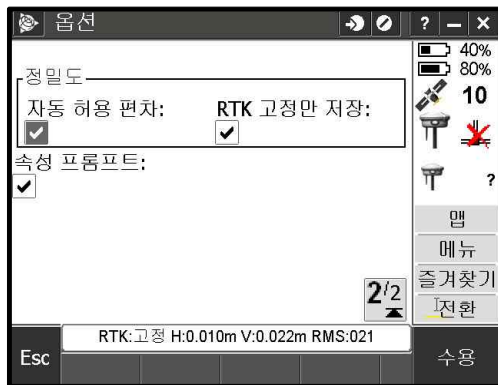 옵션
? – ×
40%
80%
정밀도
10
자동 허용 편차: RTK 고정만 저장:
속성 프롬프트:
?
맵
메뉴
즐겨찾기
2/2
전환
RTK:고정 H:0.010m V:0.022m RMS:021
Esc
수용